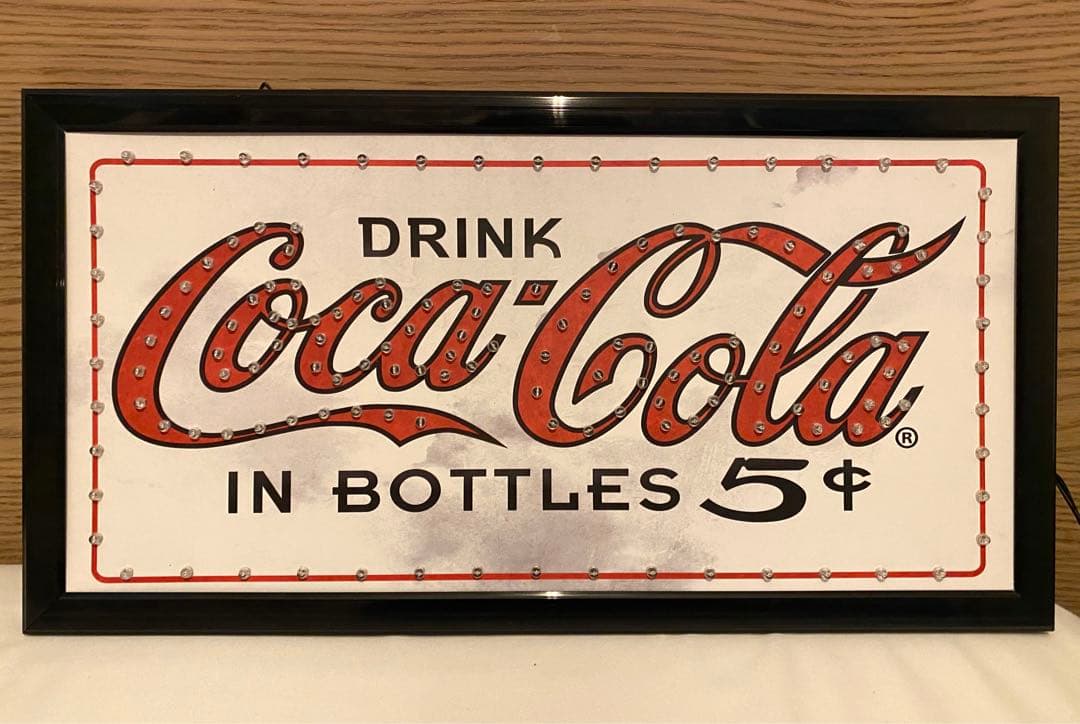 DRINK
Coca-Cola®
IN BOTTLES 5¢